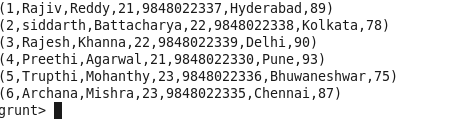 (1,Rajiv,Reddy,21,9848022337,Hyderabad,89)
(2,siddarth,Battacharya,22,9848022338,Kolkata,78)
(3,Rajesh,Khanna,22,9848022339,Delhi,90)
(4,Preethi,Agarwal,21,9848022330,Pune,93)
(5,Trupthi,Mohanthy,23,9848022336,Bhuwaneshwar,75)
(6,Archana,Mishra,23,9848022335,Chennai,87)
grunt>